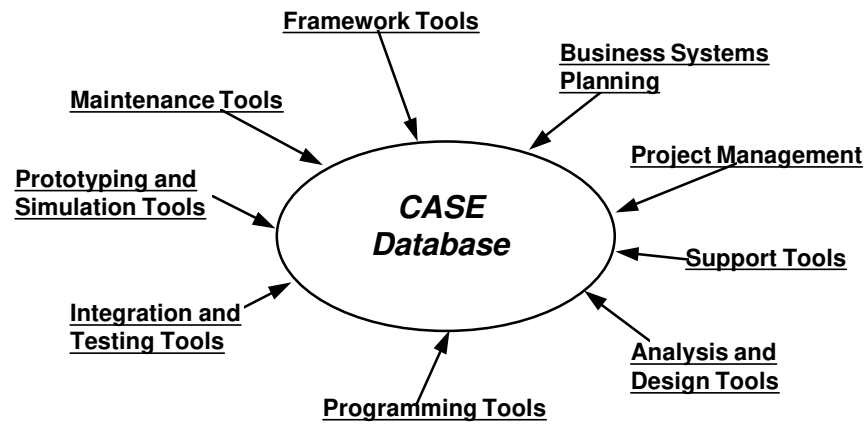 Framework Tools
Business Systems
Planning
Maintenance Tools
Project Management
Prototyping and
Simulation Tools
CASE
Database
Support Tools
Integration and
Testing Tools
Analysis and
Design Tools
Programming Tools